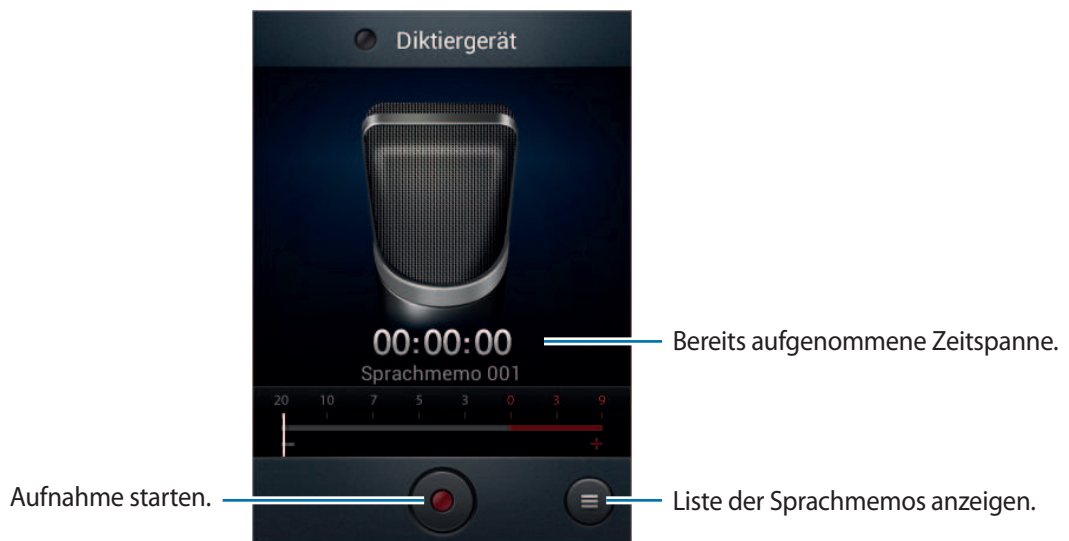 Diktiergerät
00:00:00
Bereits aufgenommene Zeitspanne.
Sprachmemo 001
20 10 7 5 3 0 3 9
− +
Aufnahme starten.
Liste der Sprachmemos anzeigen.